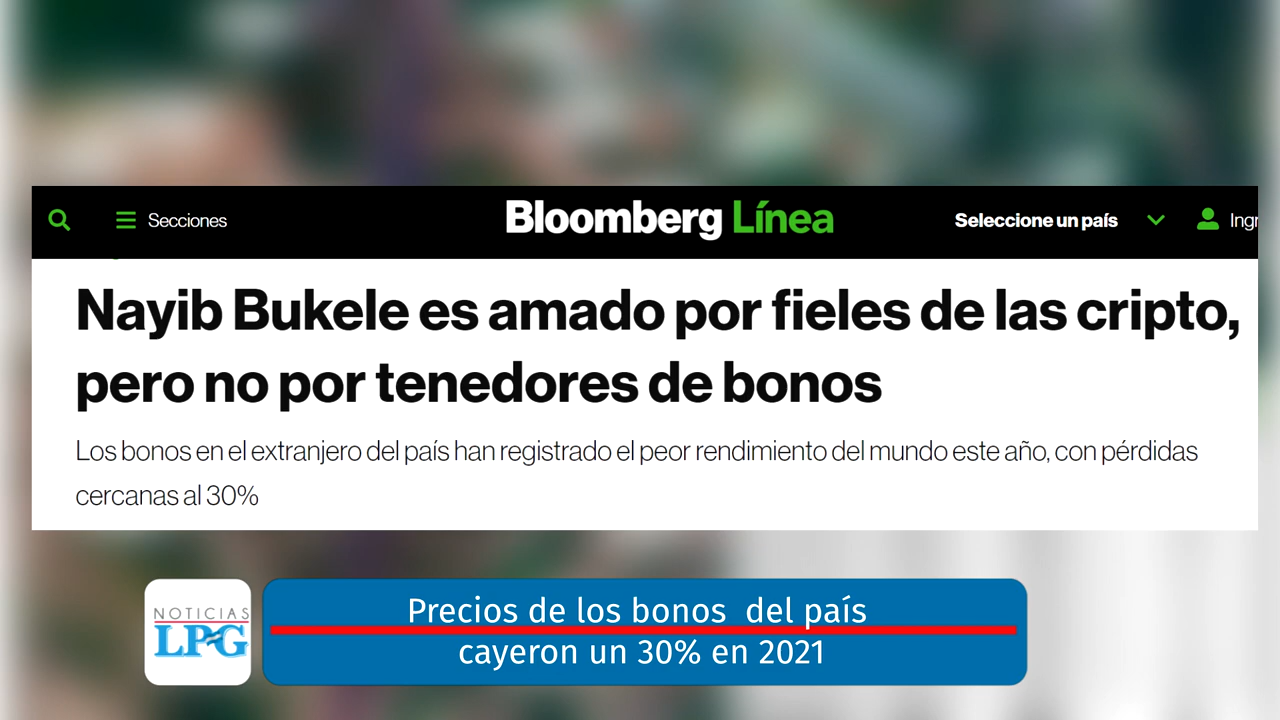 Secciones
Bloomberg Línea
Seleccione un país
Ingr
Nayib Bukele es amado por fieles de las cripto,
pero no por tenedores de bonos
Los bonos en el extranjero del país han registrado el peor rendimiento del mundo este año, con pérdidas
cercanas al 30%
NOTICIAS
LPG
Precios de los bonos del país
cayeron un 30% en 2021